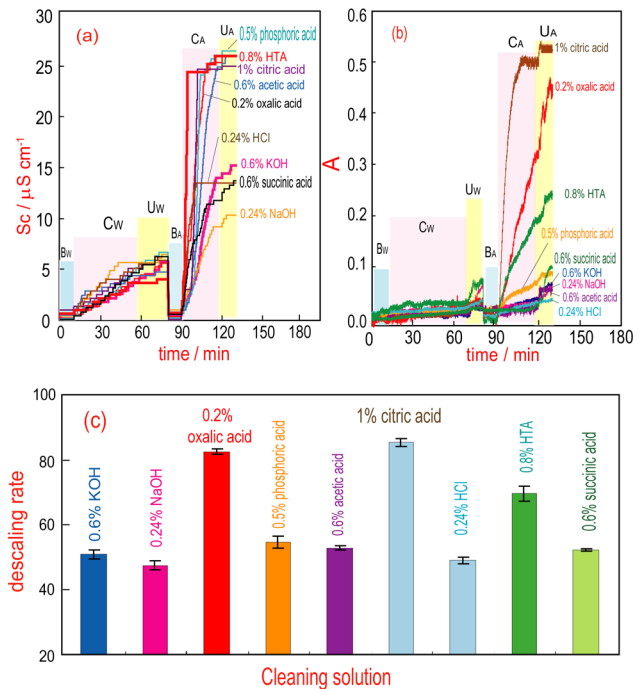 (a)
CA
UA
0.5% phosphoric acid
0.8% HTA
1% citric acid
0.6% acetic acid
0.2% oxalic acid
0.24% HCl
0.6% KOH
0.6% succinic acid
0.24% NaOH
BW
CW
UW
BA
30
25
20
15
10
5
0
Sc / μS cm⁻¹
0
30
60
90
120
150
180
time / min
(b)
CA
UA
1% citric acid
0.2% oxalic acid
0.8% HTA
0.5% phosphoric acid
0.6% succinic acid
0.6% KOH
0.24% NaOH
0.6% acetic acid
0.24% HCl
BW
CW
UW
BA
0.6
0.5
0.4
0.3
0.2
0.1
0.0
A
0
30
60
90
120
150
180
time / min
(c)
100
80
60
40
20
descaling rate
0.6% KOH
0.24% NaOH
0.2%
oxalic acid
0.5% phosphoric acid
0.6% acetic acid
1% citric acid
0.24% HCl
0.8% HTA
0.6% succinic acid
Cleaning solution